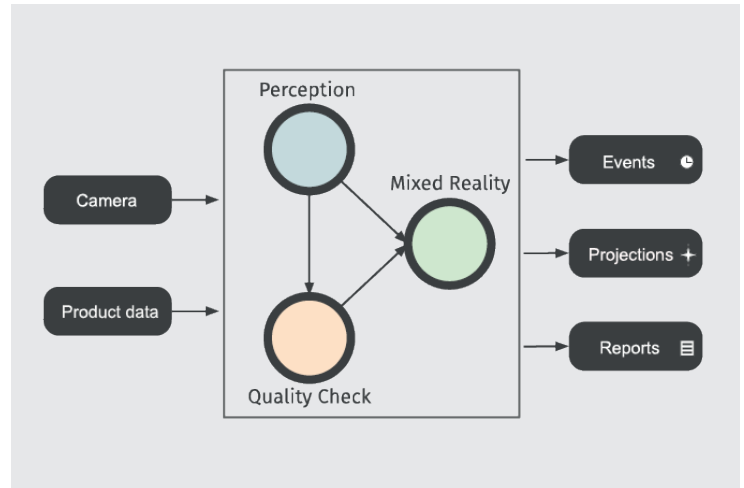 Perception
Mixed Reality
Camera
Product data
Quality Check
Events
Projections
Reports